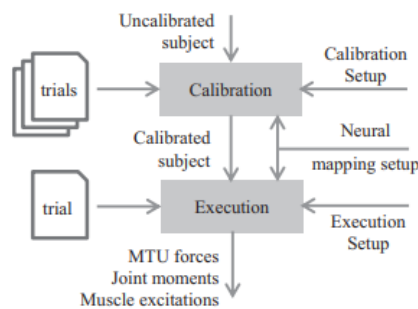 Uncalibrated
subject
Calibration
Setup
trials
Calibration
Calibrated
subject
Neural
mapping setup
trial
Execution
Execution
Setup
MTU forces
Joint moments
Muscle excitations